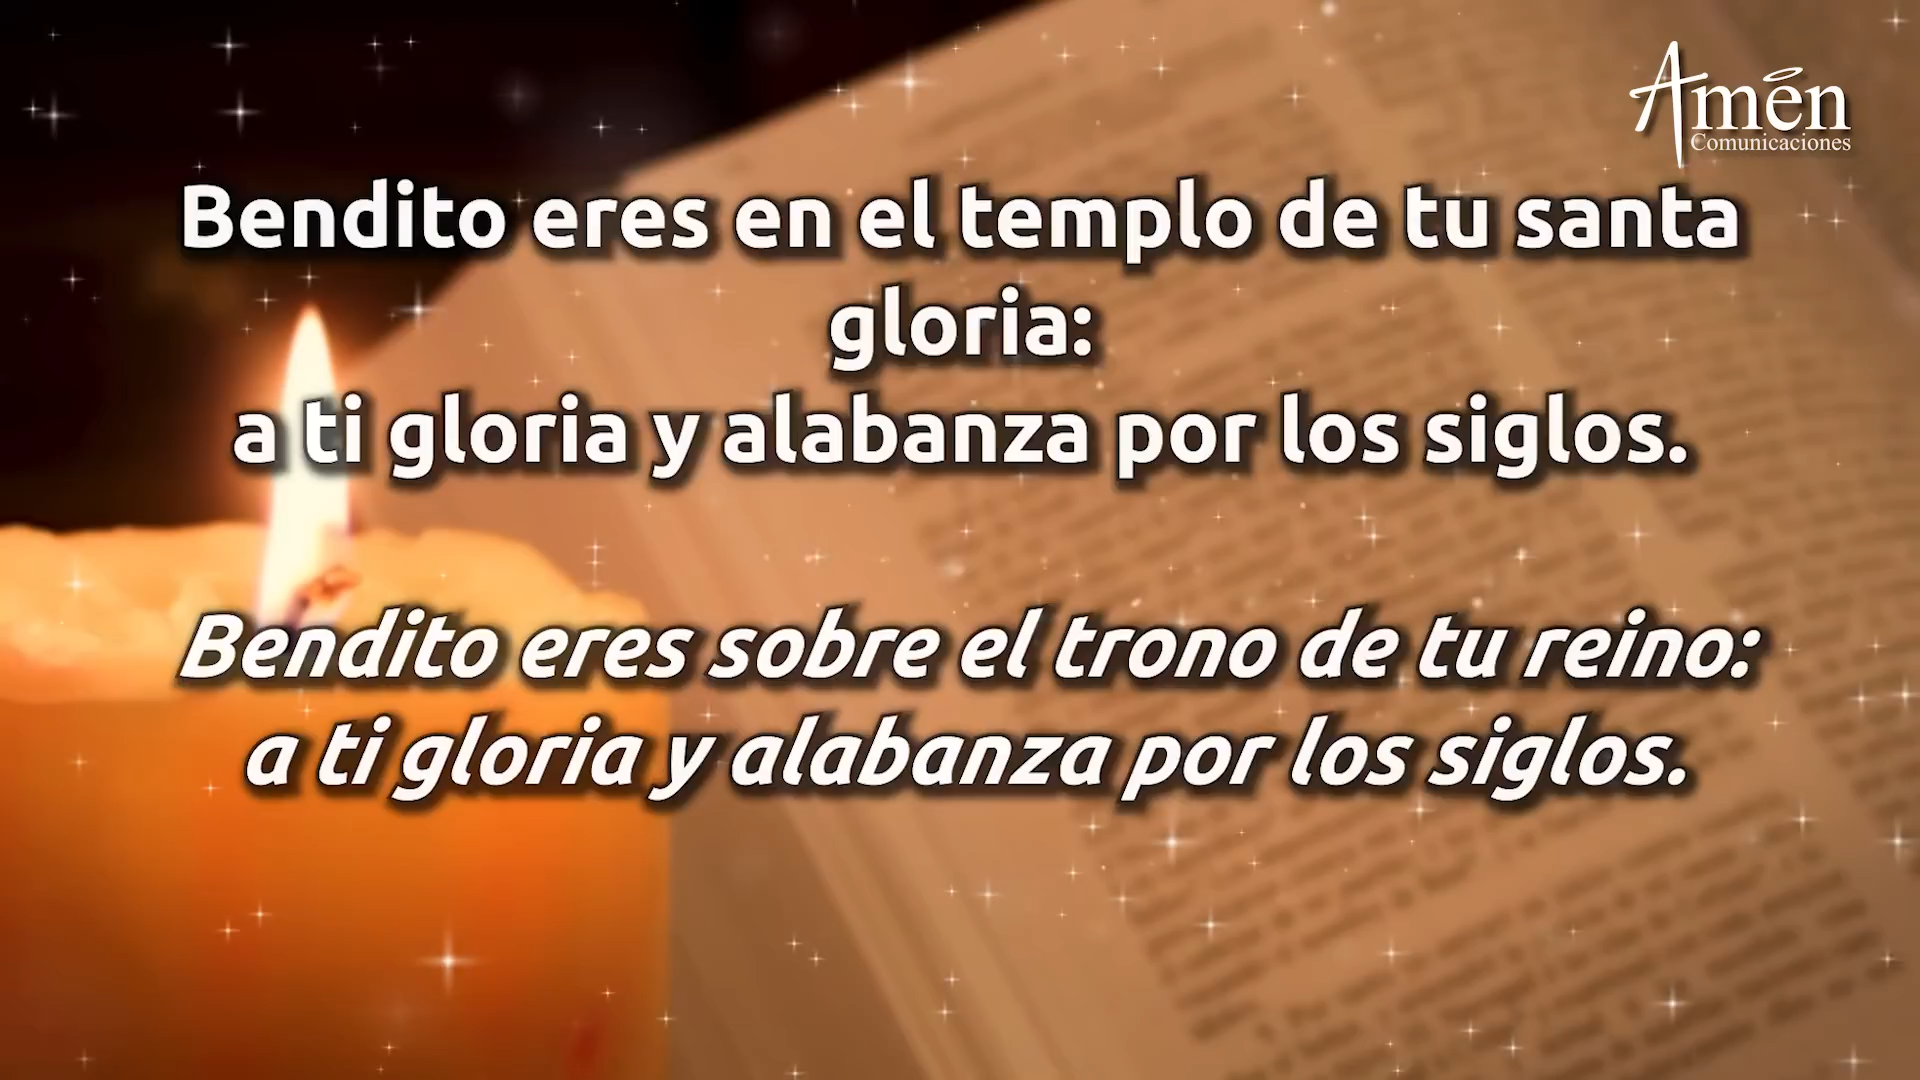 Amén
Comunicaciones
Bendito eres en el templo de tu santa
gloria:
a ti gloria y alabanza por los siglos.
Bendito eres sobre el trono de tu reino:
a ti gloria y alabanza por los siglos.